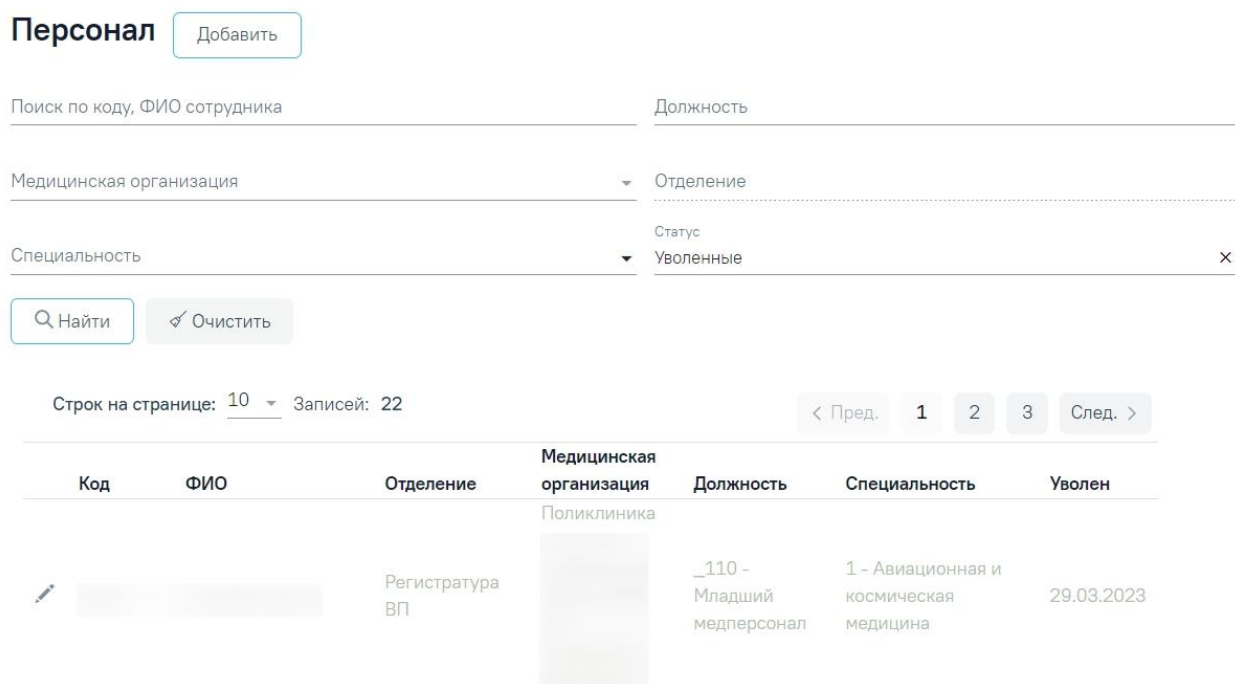 Персонал Добавить
Поиск по коду, ФИО сотрудника Должность
Медицинская организация Отделение
Статус
Специальность Уволенные
Найти Очистить
Строк на странице: 10 Записей: 22 < Пред. 1 2 3 След. >
Медицинская
Код ФИО Отделение организация Должность Специальность Уволен
Поликлиника
_110 - 1 - Авиационная и
Регистратура Младший космическая 29.03.2023
ВП медперсонал медицина